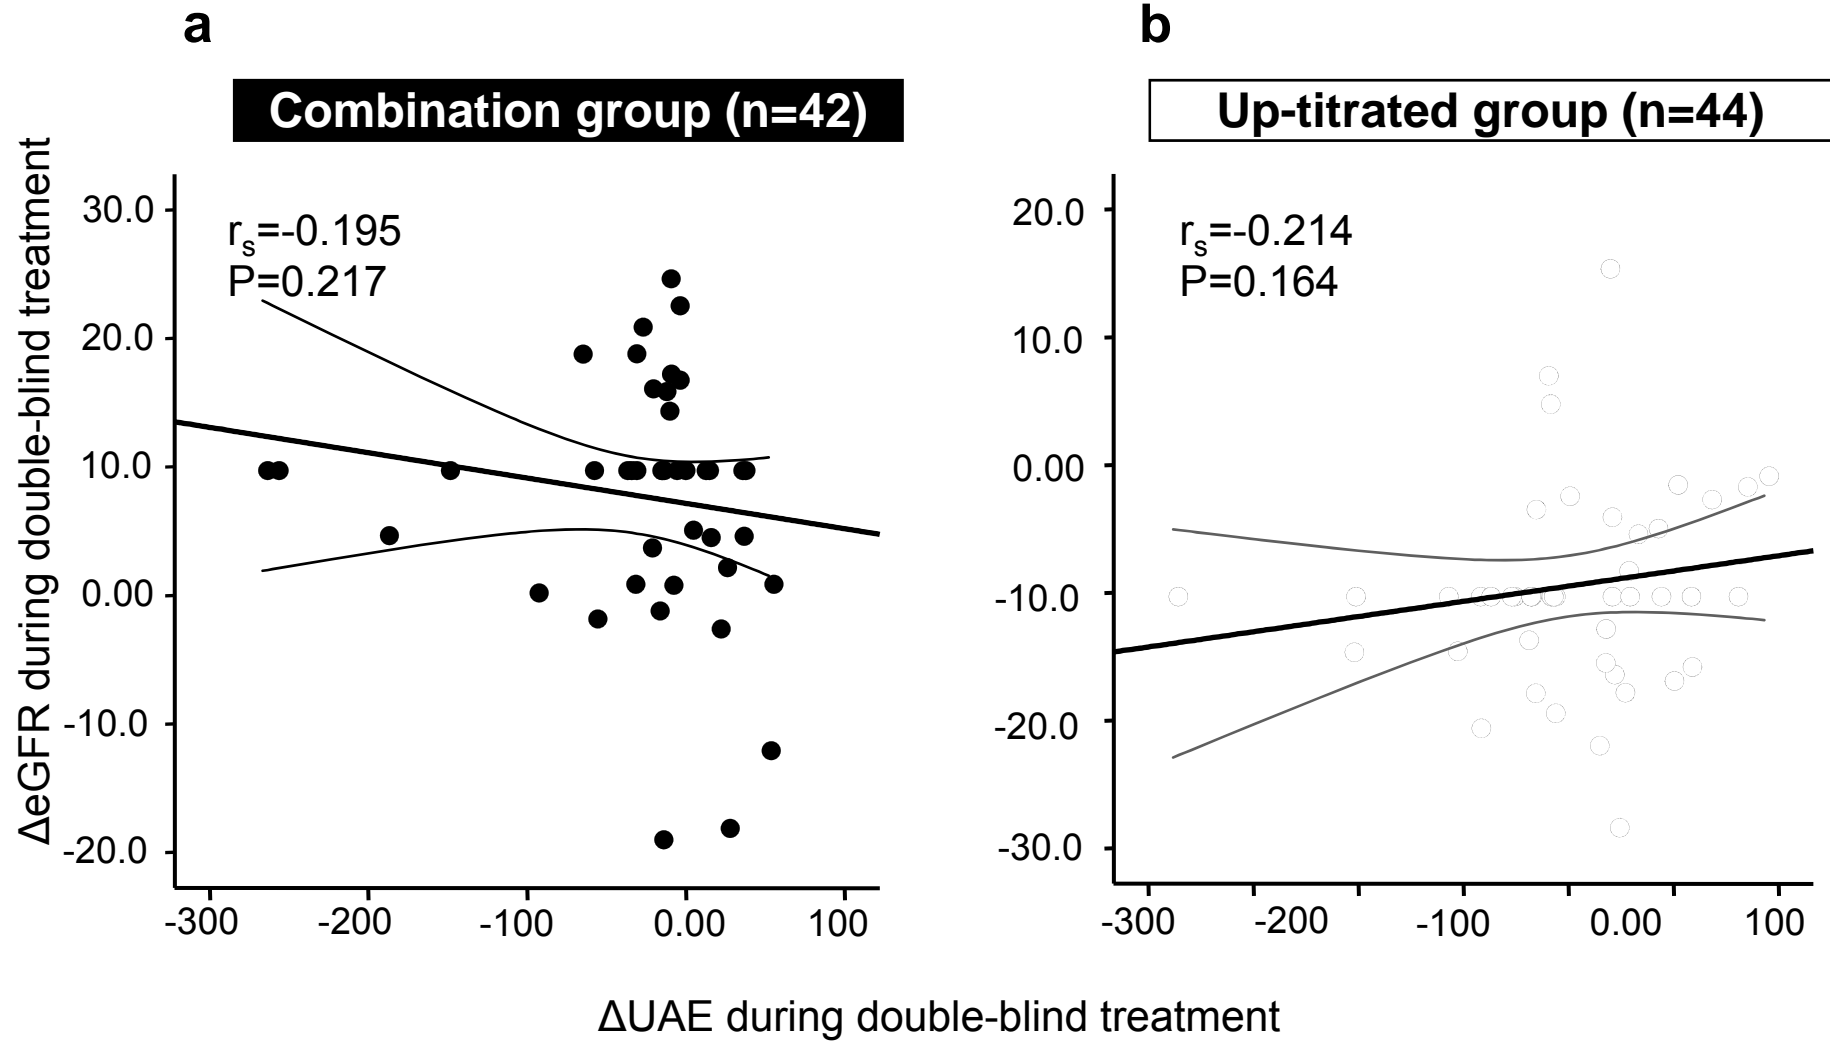 a
Combination group (n=42)
ΔeGFR during double-blind treatment
30.0
20.0
10.0
0.00
-10.0
-20.0
rs=-0.195
P=0.217
-300 -200 -100 0.00 100
b
Up-titrated group (n=44)
20.0
10.0
0.00
-10.0
-20.0
-30.0
rs=-0.214
P=0.164
-300 -200 -100 0.00 100
ΔUAE during double-blind treatment